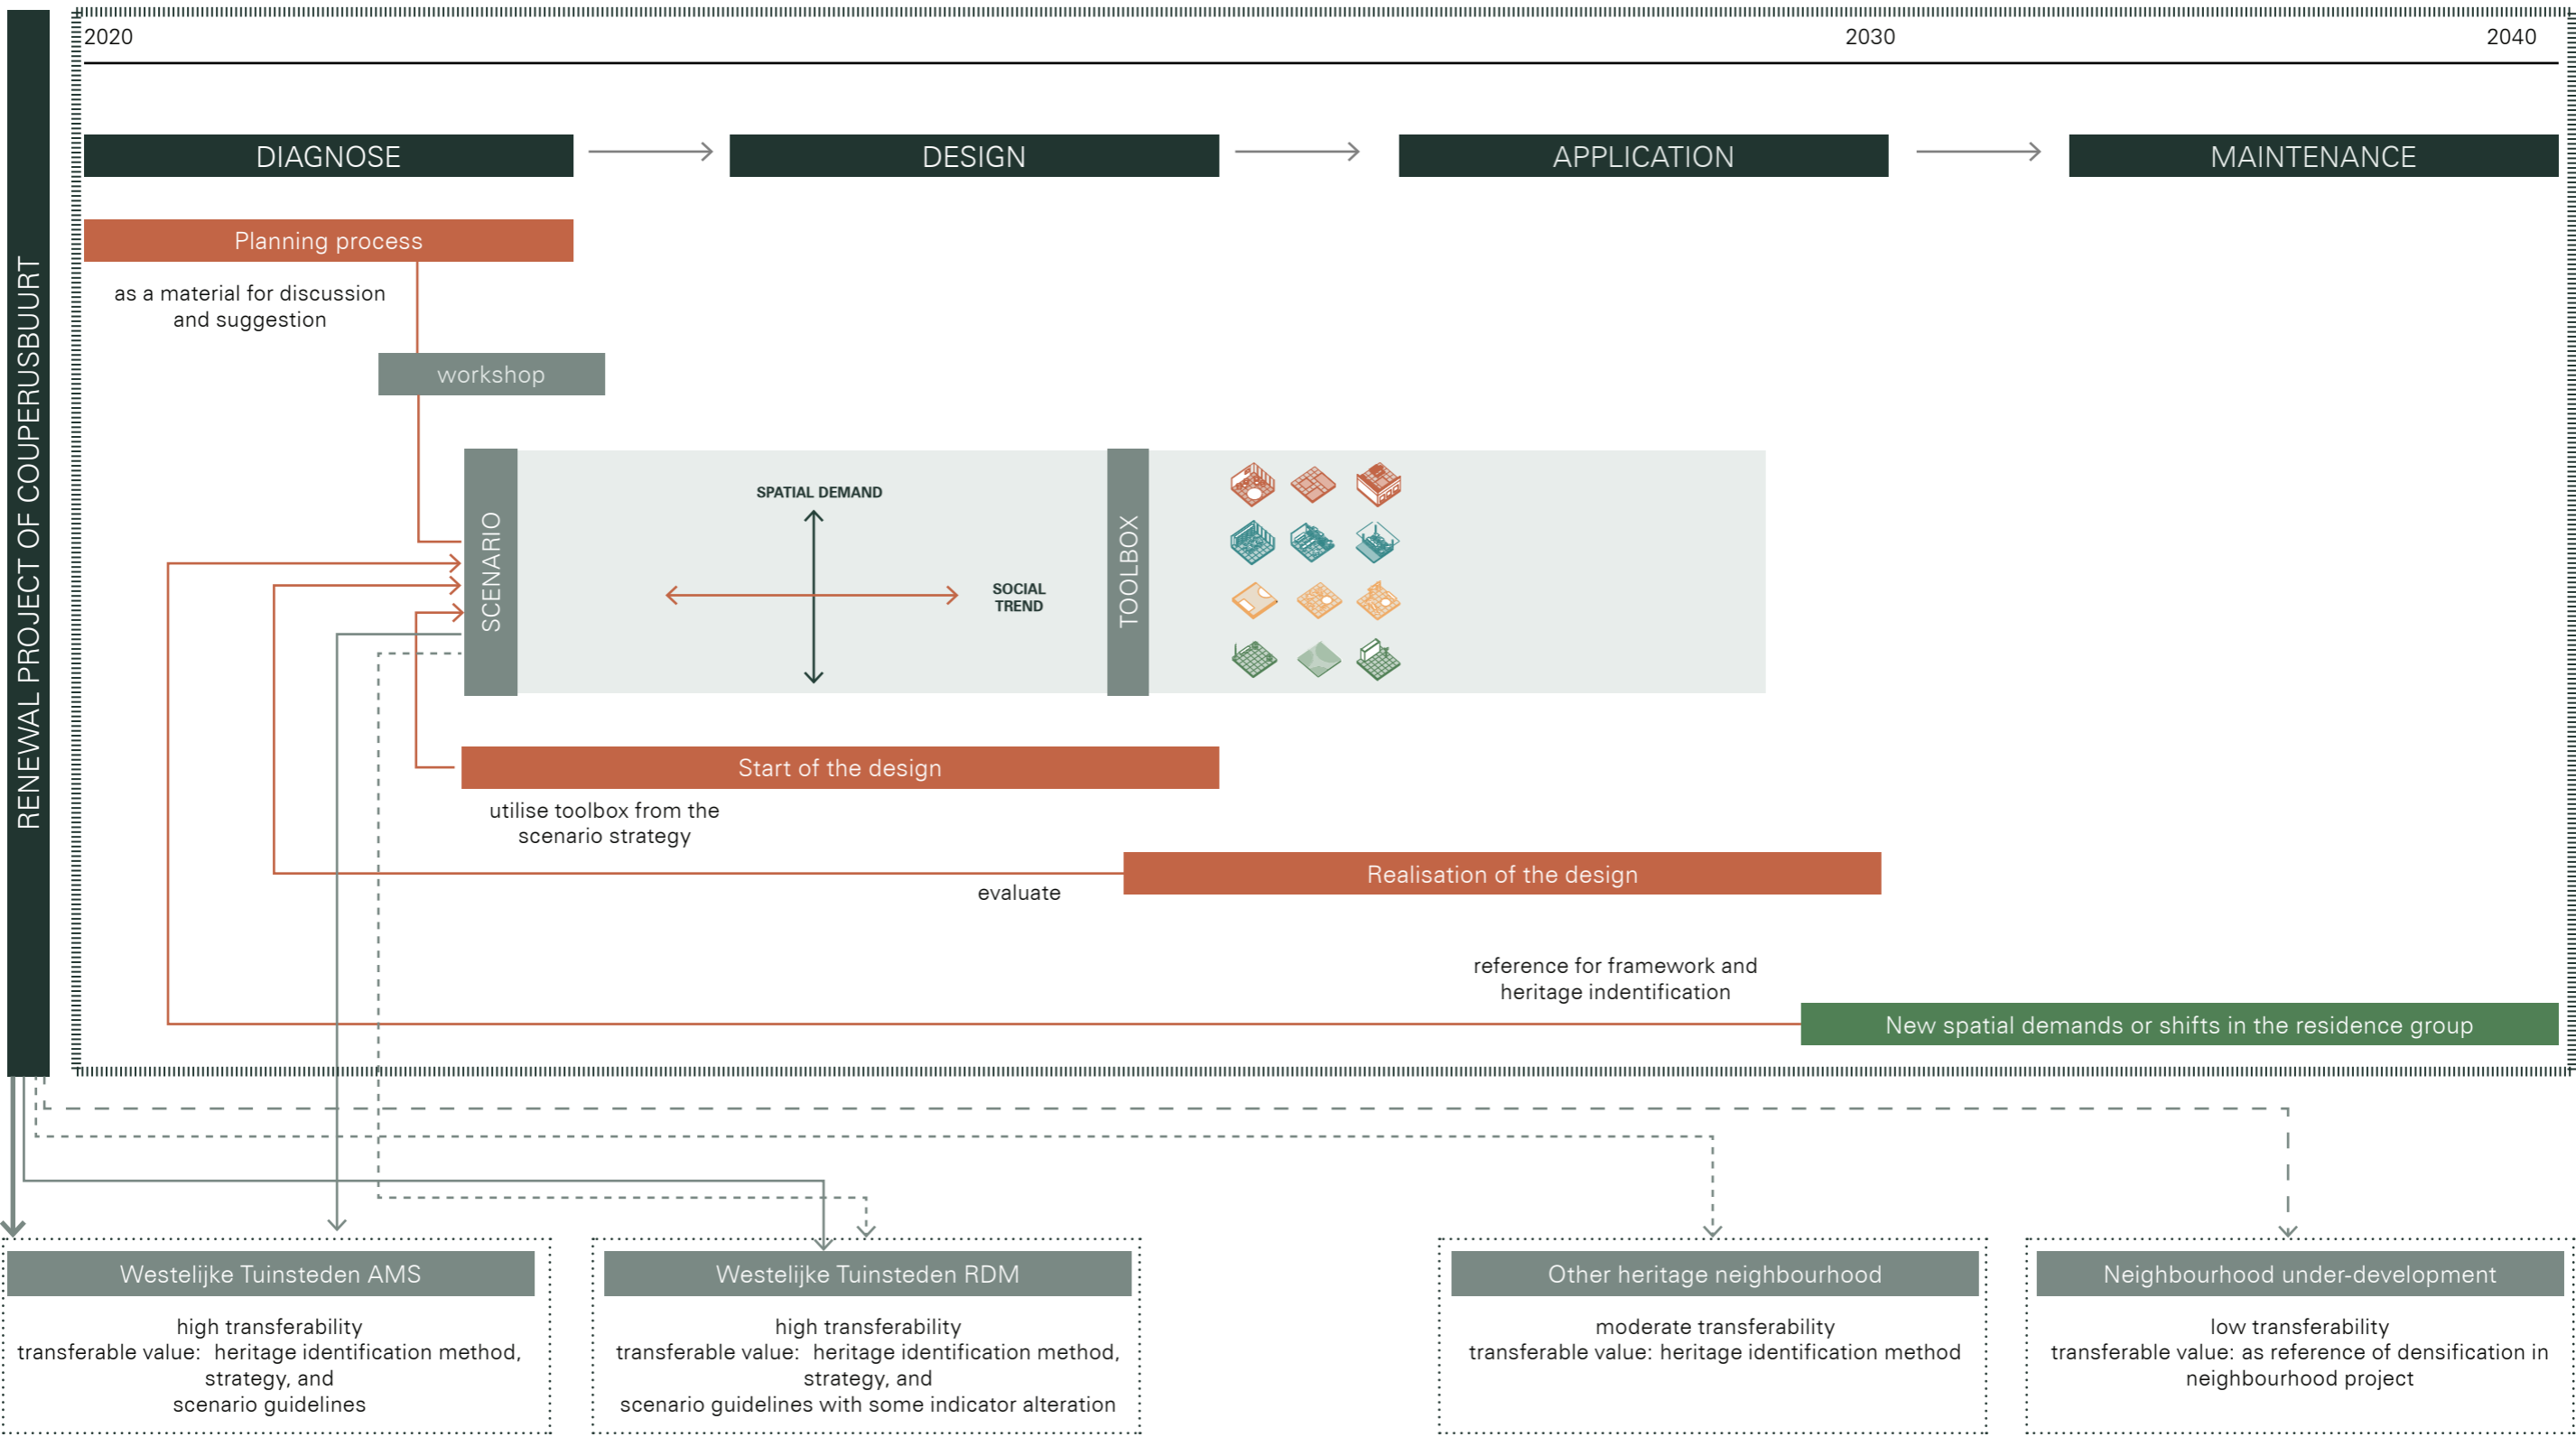 2020
2030
2040
RENEWAL PROJECT OF COUPERUSBUURT
DIAGNOSE
DESIGN
APPLICATION
MAINTENANCE
Planning process
as a material for discussion
and suggestion
workshop
SCENARIO
SPATIAL DEMAND
SOCIAL
TREND
TOOLBOX
Start of the design
utilise toolbox from the
scenario strategy
Realisation of the design
evaluate
reference for framework and
heritage indentification
New spatial demands or shifts in the residence group
Westelijke Tuinsteden AMS
high transferability
transferable value: heritage identification method,
strategy, and
scenario guidelines
Westelijke Tuinsteden RDM
high transferability
transferable value: heritage identification method,
strategy, and
scenario guidelines with some indicator alteration
Other heritage neighbourhood
moderate transferability
transferable value: heritage identification method
Neighbourhood under-development
low transferability
transferable value: as reference of densification in
neighbourhood project